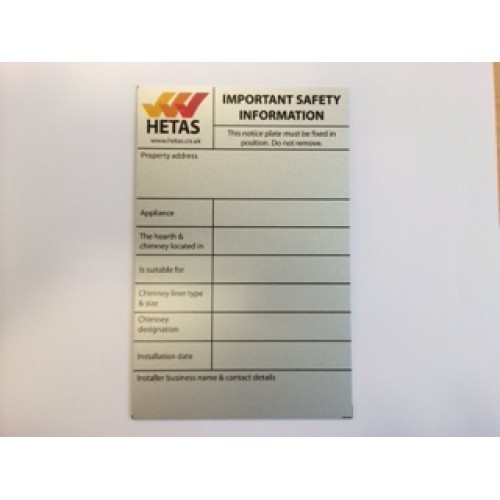 HETAS
www.hetas.co.uk
IMPORTANT SAFETY
INFORMATION
This notice plate must be fixed in
position. Do not remove.
Property address
Appliance
The hearth &
chimney located in
Is suitable for
Chimney liner type
& size
Chimney
designation
Installation date
Installer business name & contact details